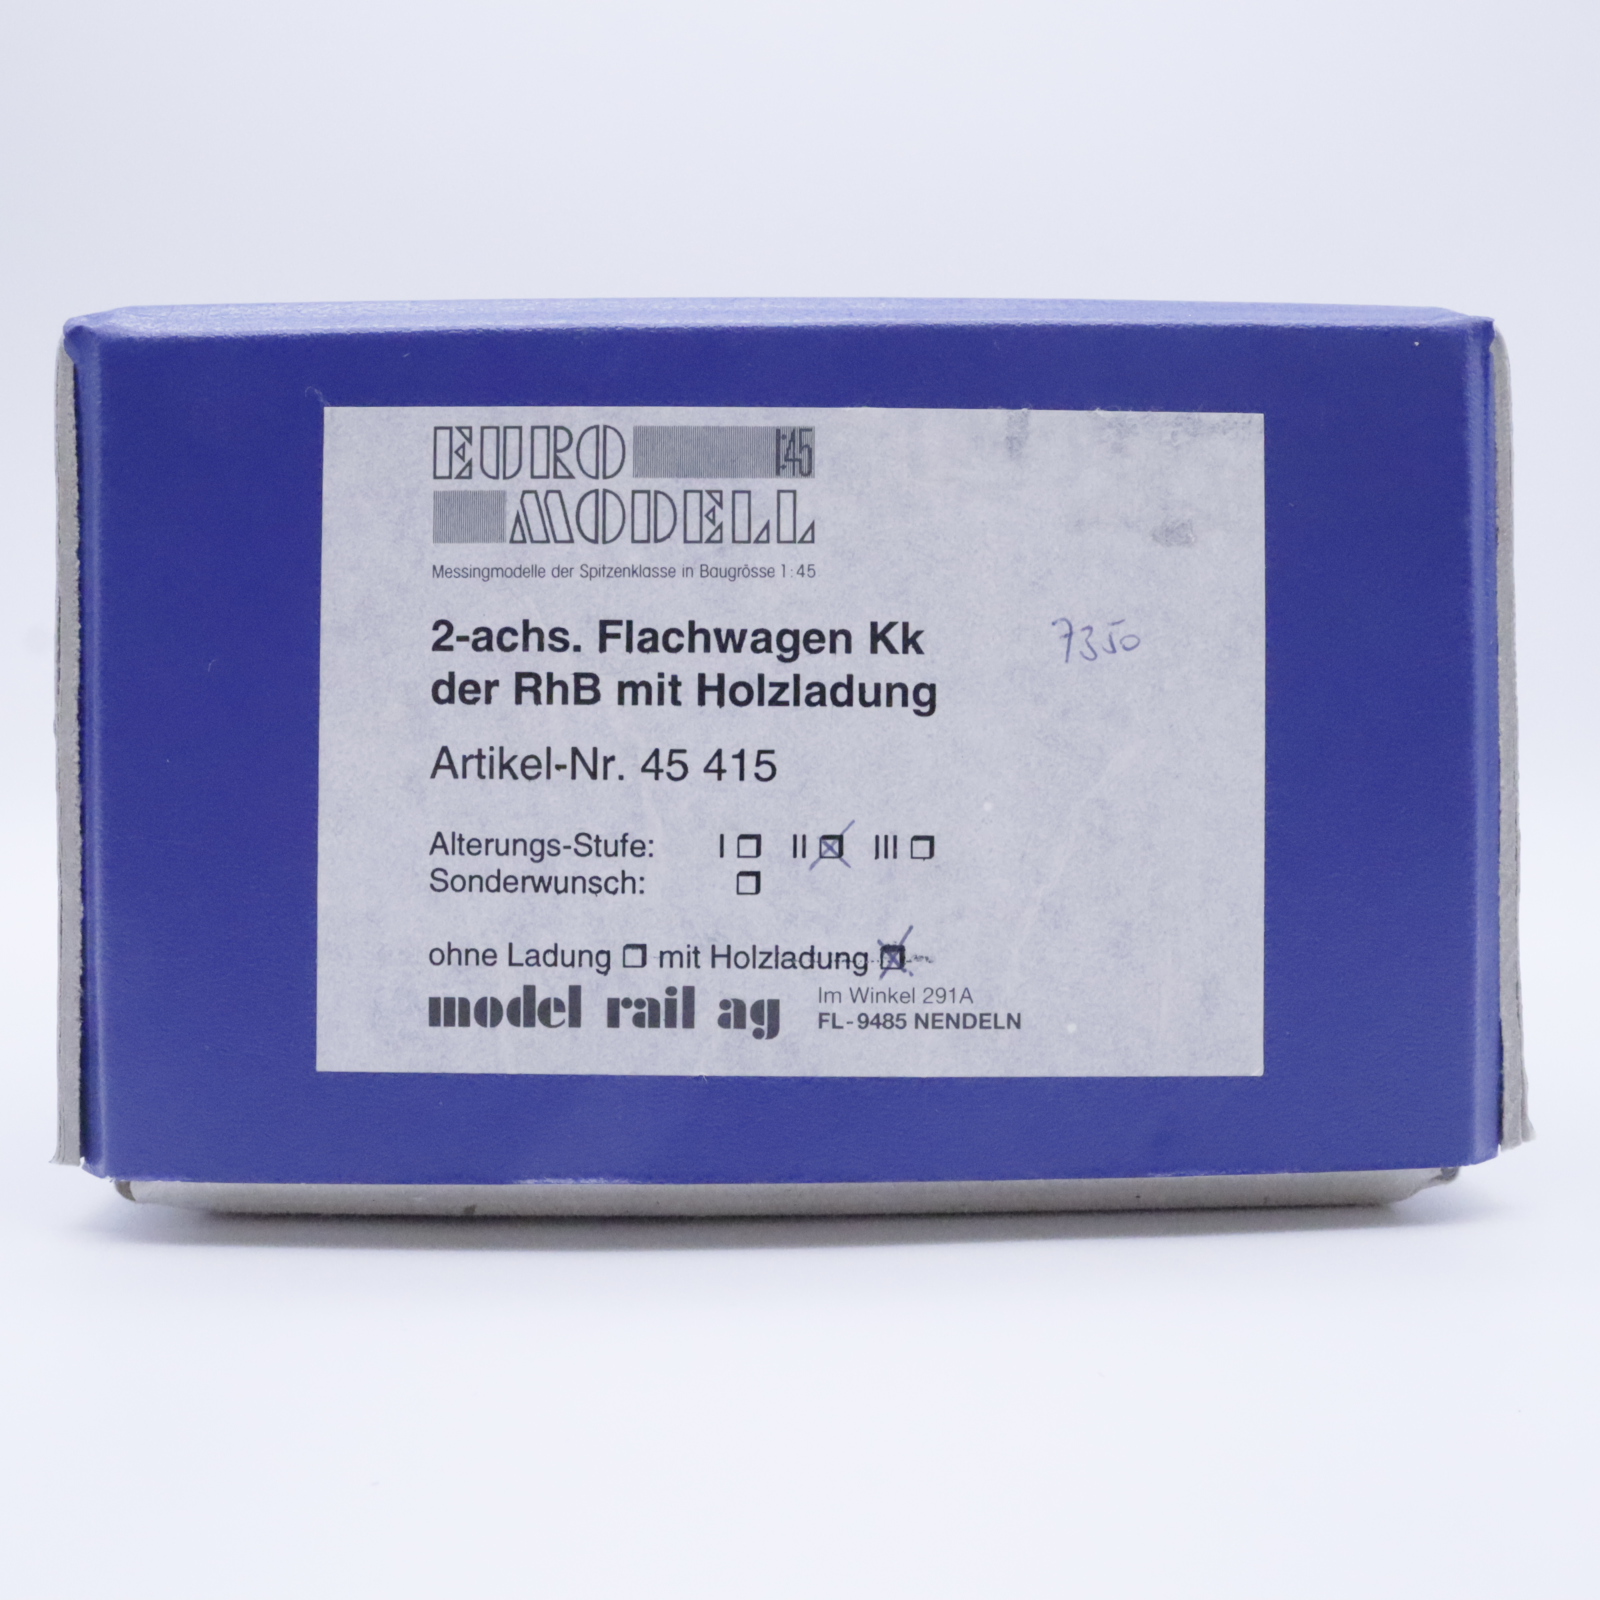 EURO 1:45
MODELL
Messingmodelle der Spitzenklasse in Baugrösse 1:45
2-achs. Flachwagen Kk
der RhB mit Holzladung
7350
Artikel-Nr. 45 415
Alterungs-Stufe: I II III
Sonderwunsch:
ohne Ladung mit Holzladung
model rail ag
Im Winkel 291A
FL-9485 NENDELN